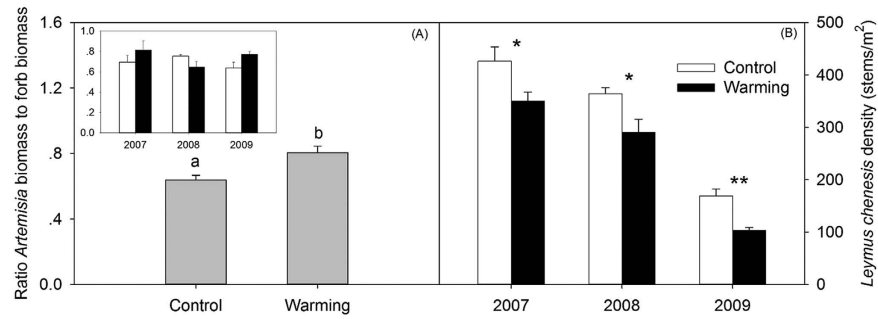 Ratio Artemisia biomass to forb biomass
1.6
1.2
.8
.4
0.0
(A)
1.0
.8
.6
.4
.2
0.0
2007 2008 2009
a
b
Control Warming
(B)
* * **
Control
Warming
2007 2008 2009
500
400
300
200
100
0
Leymus chenesis density (stems/m²)